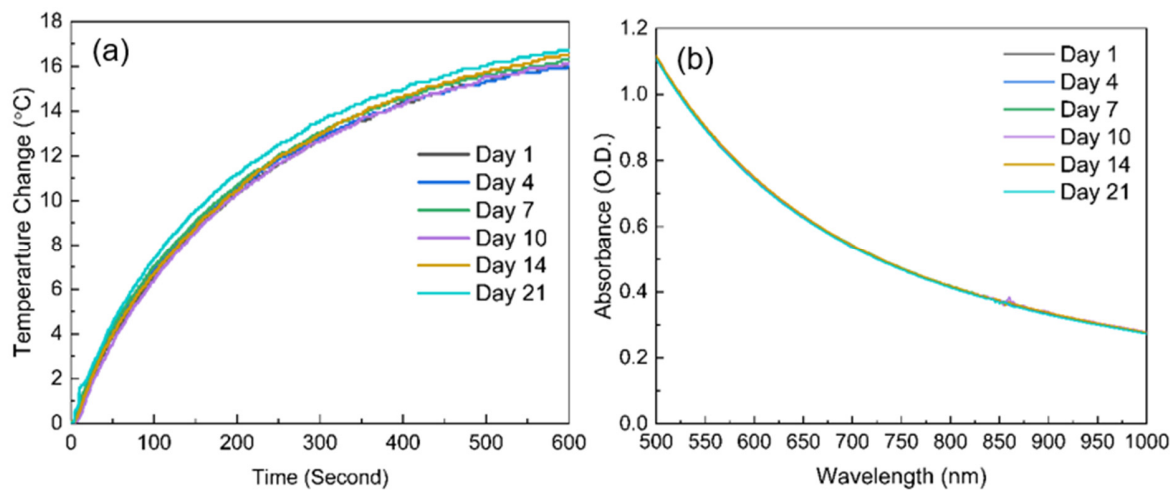 (a)
Temperarture Change (°C)
18
16
14
12
10
8
6
4
2
0
Day 1
Day 4
Day 7
Day 10
Day 14
Day 21
0 100 200 300 400 500 600
Time (Second)
(b)
Absorbance (O.D.)
1.2
1.0
0.8
0.6
0.4
0.2
0.0
Day 1
Day 4
Day 7
Day 10
Day 14
Day 21
500 550 600 650 700 750 800 850 900 950 1000
Wavelength (nm)